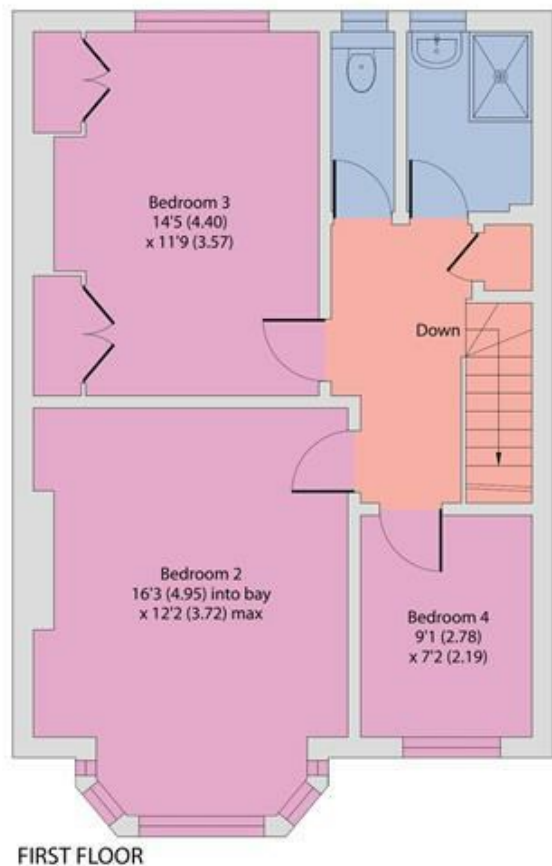 Bedroom 3
14'5 (4.40)
x 11'9 (3.57)
Down
Bedroom 2
16'3 (4.95) into bay
x 12'2 (3.72) max
Bedroom 4
9'1 (2.78)
x 7'2 (2.19)
FIRST FLOOR